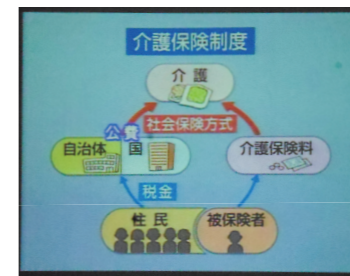 介護保険制度
介護
公費
社会保険方式
自治体
国
介護保険料
税金
住民
被保険者